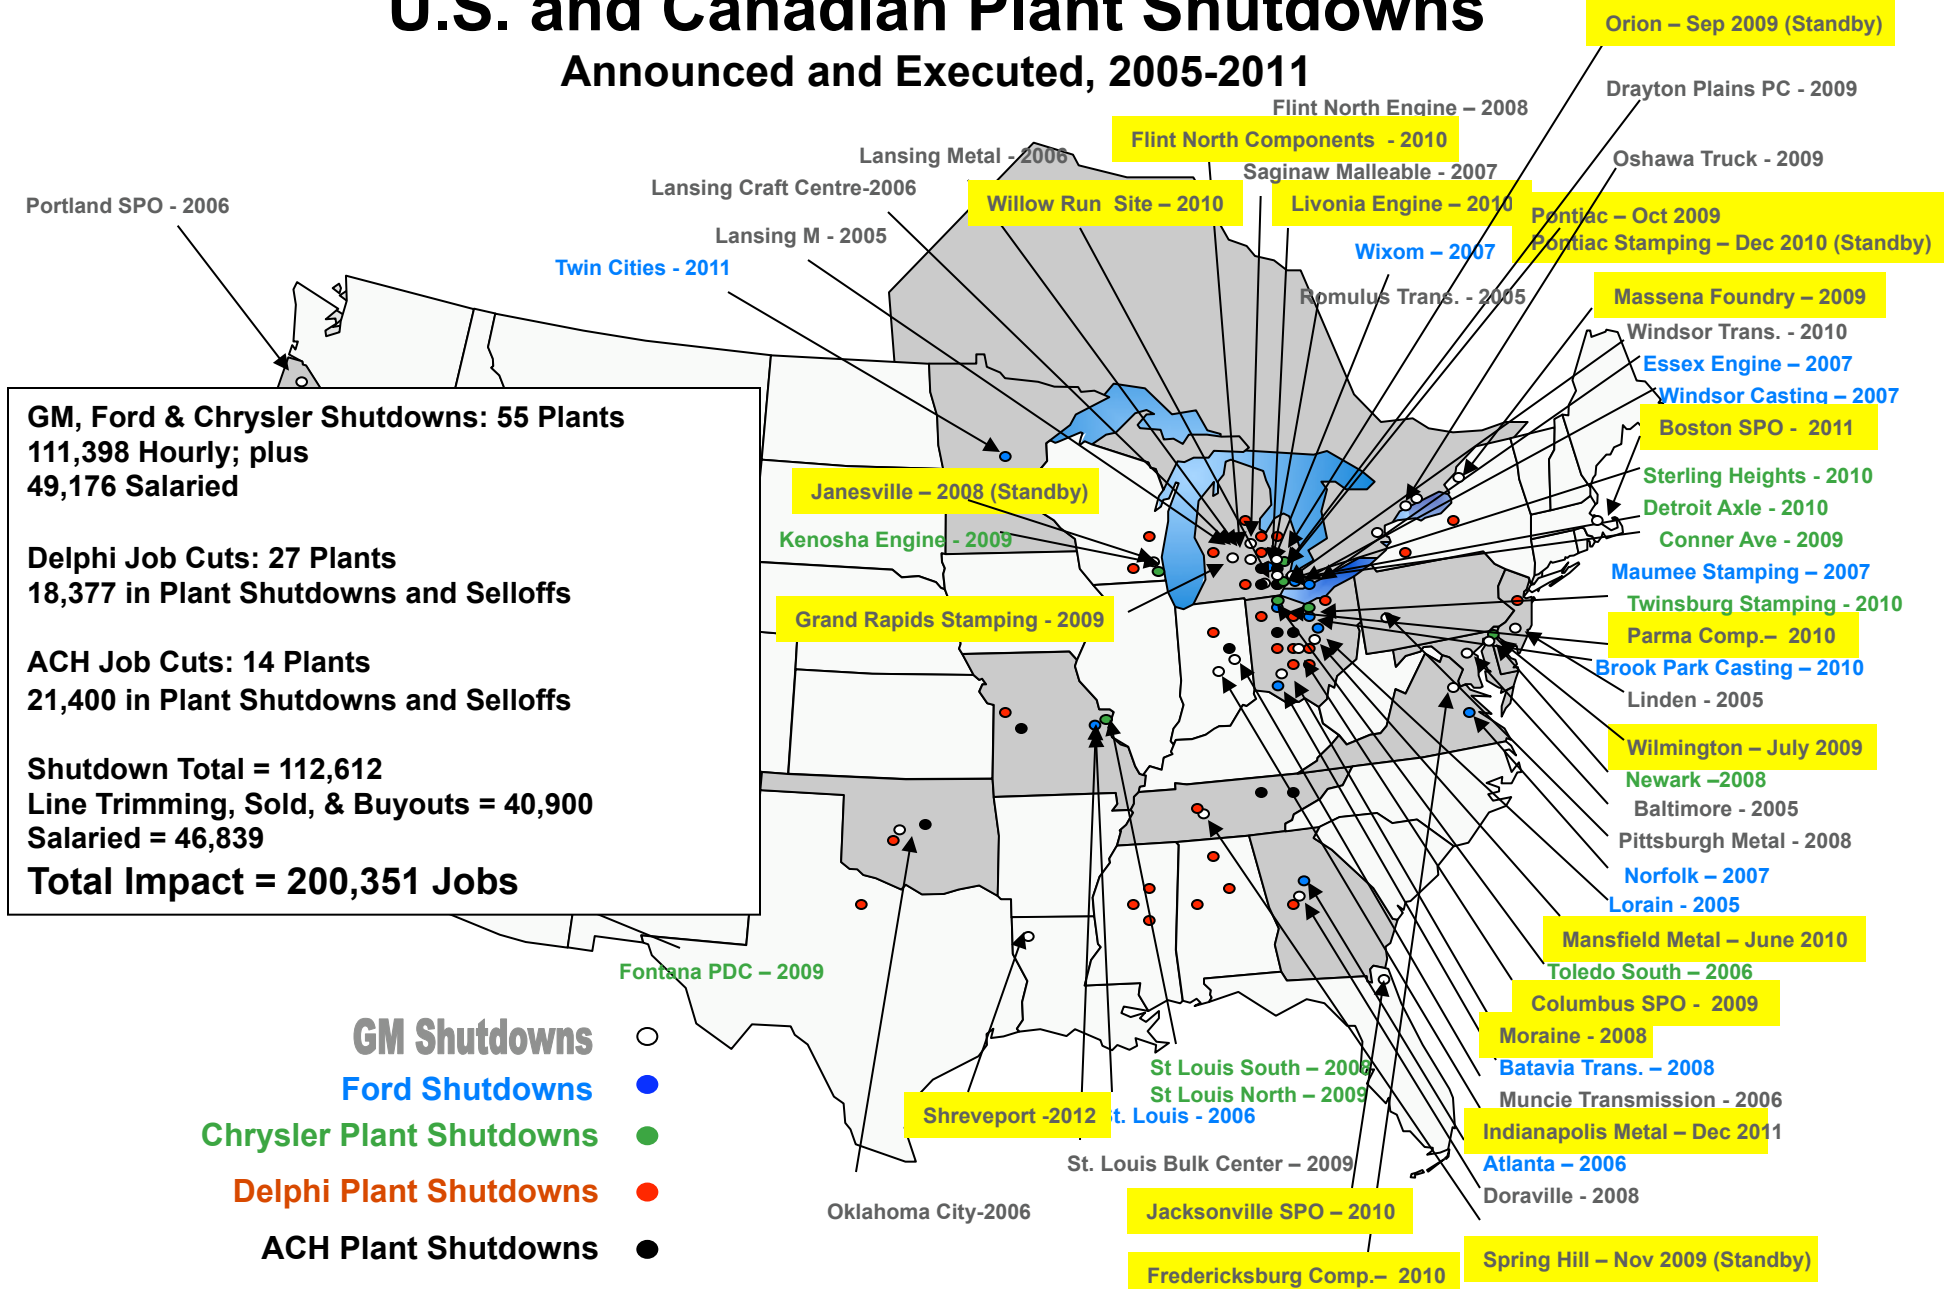 U.S. and Canadian Plant Shutdowns
Announced and Executed, 2005-2011
Orion – Sep 2009 (Standby)
Drayton Plains PC - 2009
Flint North Engine – 2008
Flint North Components - 2010
Lansing Metal - 2006
Oshawa Truck - 2009
Saginaw Malleable - 2007
Lansing Craft Centre-2006
Willow Run Site – 2010
Livonia Engine – 2010
Portland SPO - 2006
Pontiac – Oct 2009
Pontiac Stamping – Dec 2010 (Standby)
Lansing M - 2005
Wixom – 2007
Twin Cities - 2011
Romulus Trans. - 2005
Massena Foundry – 2009
Windsor Trans. - 2010
Essex Engine – 2007
Windsor Casting – 2007
Boston SPO - 2011
GM, Ford & Chrysler Shutdowns: 55 Plants
111,398 Hourly; plus
49,176 Salaried
Delphi Job Cuts: 27 Plants
18,377 in Plant Shutdowns and Selloffs
ACH Job Cuts: 14 Plants
21,400 in Plant Shutdowns and Selloffs
Shutdown Total = 112,612
Line Trimming, Sold, & Buyouts = 40,900
Salaried = 46,839
Total Impact = 200,351 Jobs
Janesville – 2008 (Standby)
Kenosha Engine - 2009
Grand Rapids Stamping - 2009
Sterling Heights - 2010
Detroit Axle - 2010
Conner Ave - 2009
Maumee Stamping - 2007
Twinsburg Stamping - 2010
Parma Comp.– 2010
Brook Park Casting – 2010
Linden - 2005
Wilmington – July 2009
Newark –2008
Baltimore - 2005
Pittsburgh Metal - 2008
Norfolk – 2007
Lorain - 2005
Mansfield Metal – June 2010
Toledo South – 2006
Columbus SPO - 2009
Moraine - 2008
Batavia Trans. – 2008
Muncie Transmission - 2006
Indianapolis Metal – Dec 2011
Atlanta – 2006
Doraville - 2008
Spring Hill – Nov 2009 (Standby)
Fontana PDC – 2009
GM Shutdowns
Ford Shutdowns
Chrysler Plant Shutdowns
Delphi Plant Shutdowns
ACH Plant Shutdowns
St Louis South – 2008
St Louis North – 2009
Shreveport -2012
St. Louis - 2006
St. Louis Bulk Center – 2009
Oklahoma City-2006
Jacksonville SPO – 2010
Fredericksburg Comp.– 2010